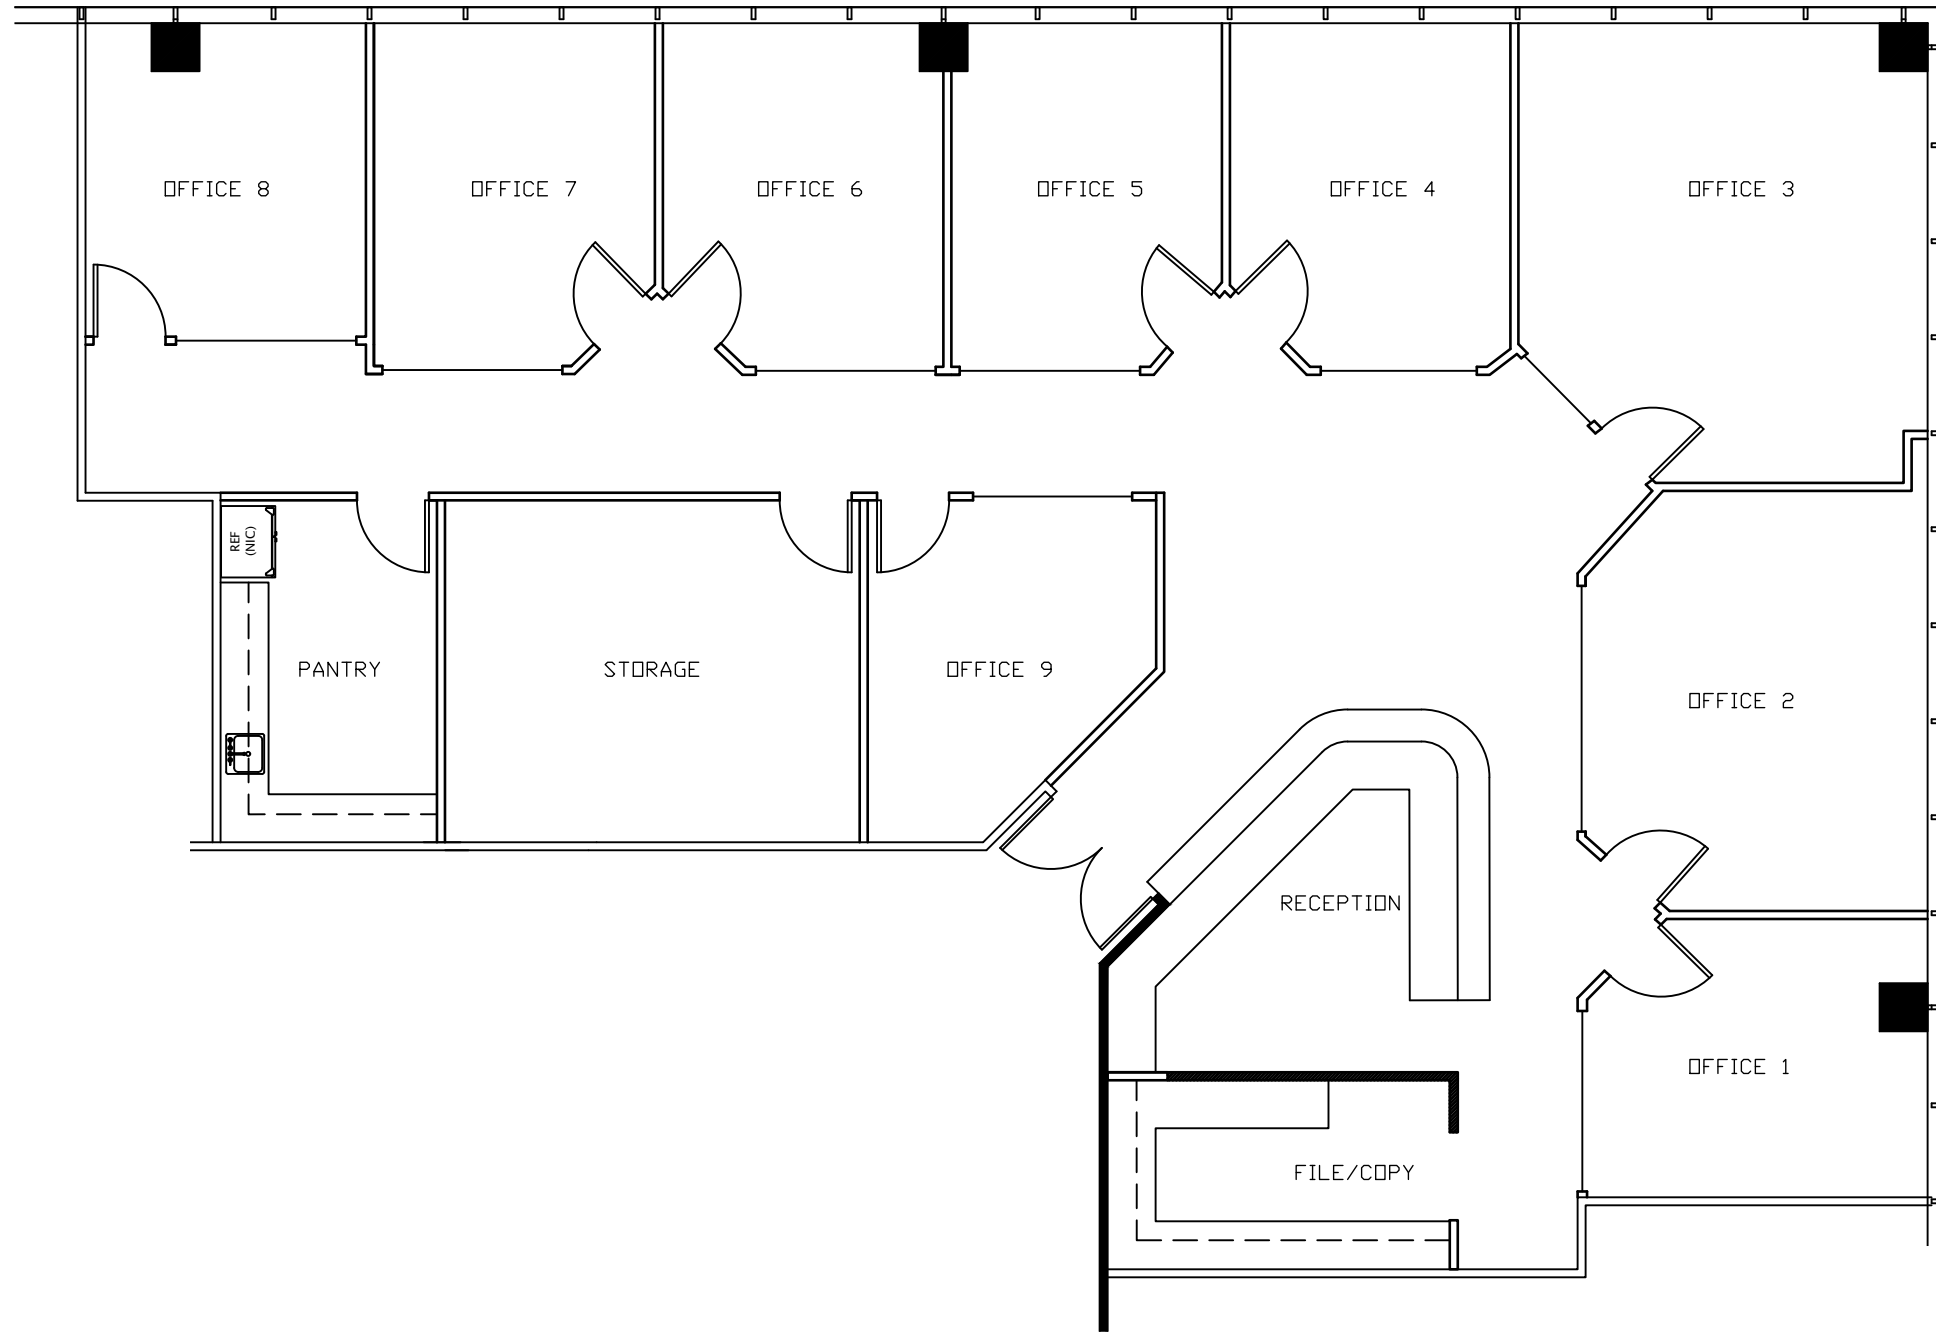 OFFICE 8
OFFICE 7
OFFICE 6
OFFICE 5
OFFICE 4
OFFICE 3
REF
(NIC)
PANTRY
STORAGE
OFFICE 9
OFFICE 2
RECEPTION
OFFICE 1
FILE/COPY